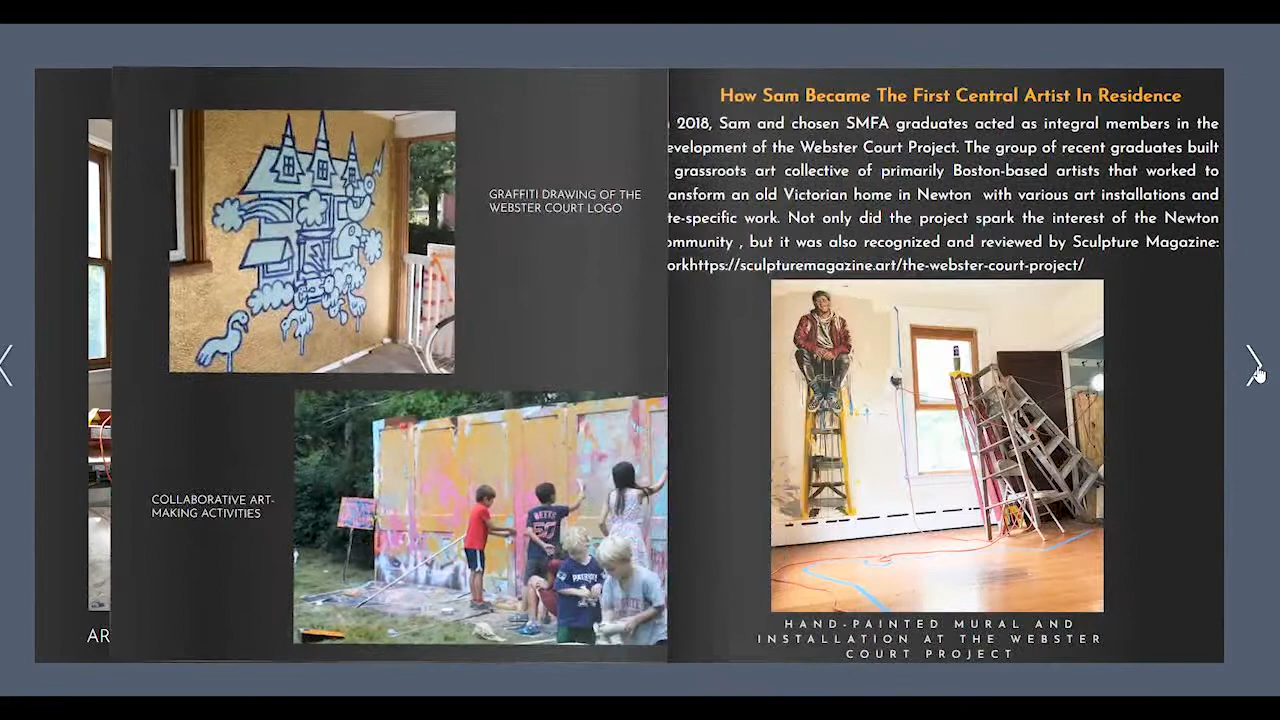 GRAFFITI DRAWING OF THE
WEBSTER COURT LOGO
COLLABORATIVE ART-
MAKING ACTIVITIES
How Sam Became The First Central Artist In Residence
2018, Sam and chosen SMFA graduates acted as integral members in the
evelopment of the Webster Court Project. The group of recent graduates built
grassroots art collective of primarily Boston-based artists that worked to
ansform an old Victorian home in Newton with various art installations and
te-specific work. Not only did the project spark the interest of the Newton
ommunity , but it was also recognized and reviewed by Sculpture Magazine:
orkhttps://sculpturemagazine.art/the-webster-court-project/
HAND-PAINTED MURAL AND
INSTALLATION AT THE WEBSTER
COURT PROJECT
AR
PATRIO